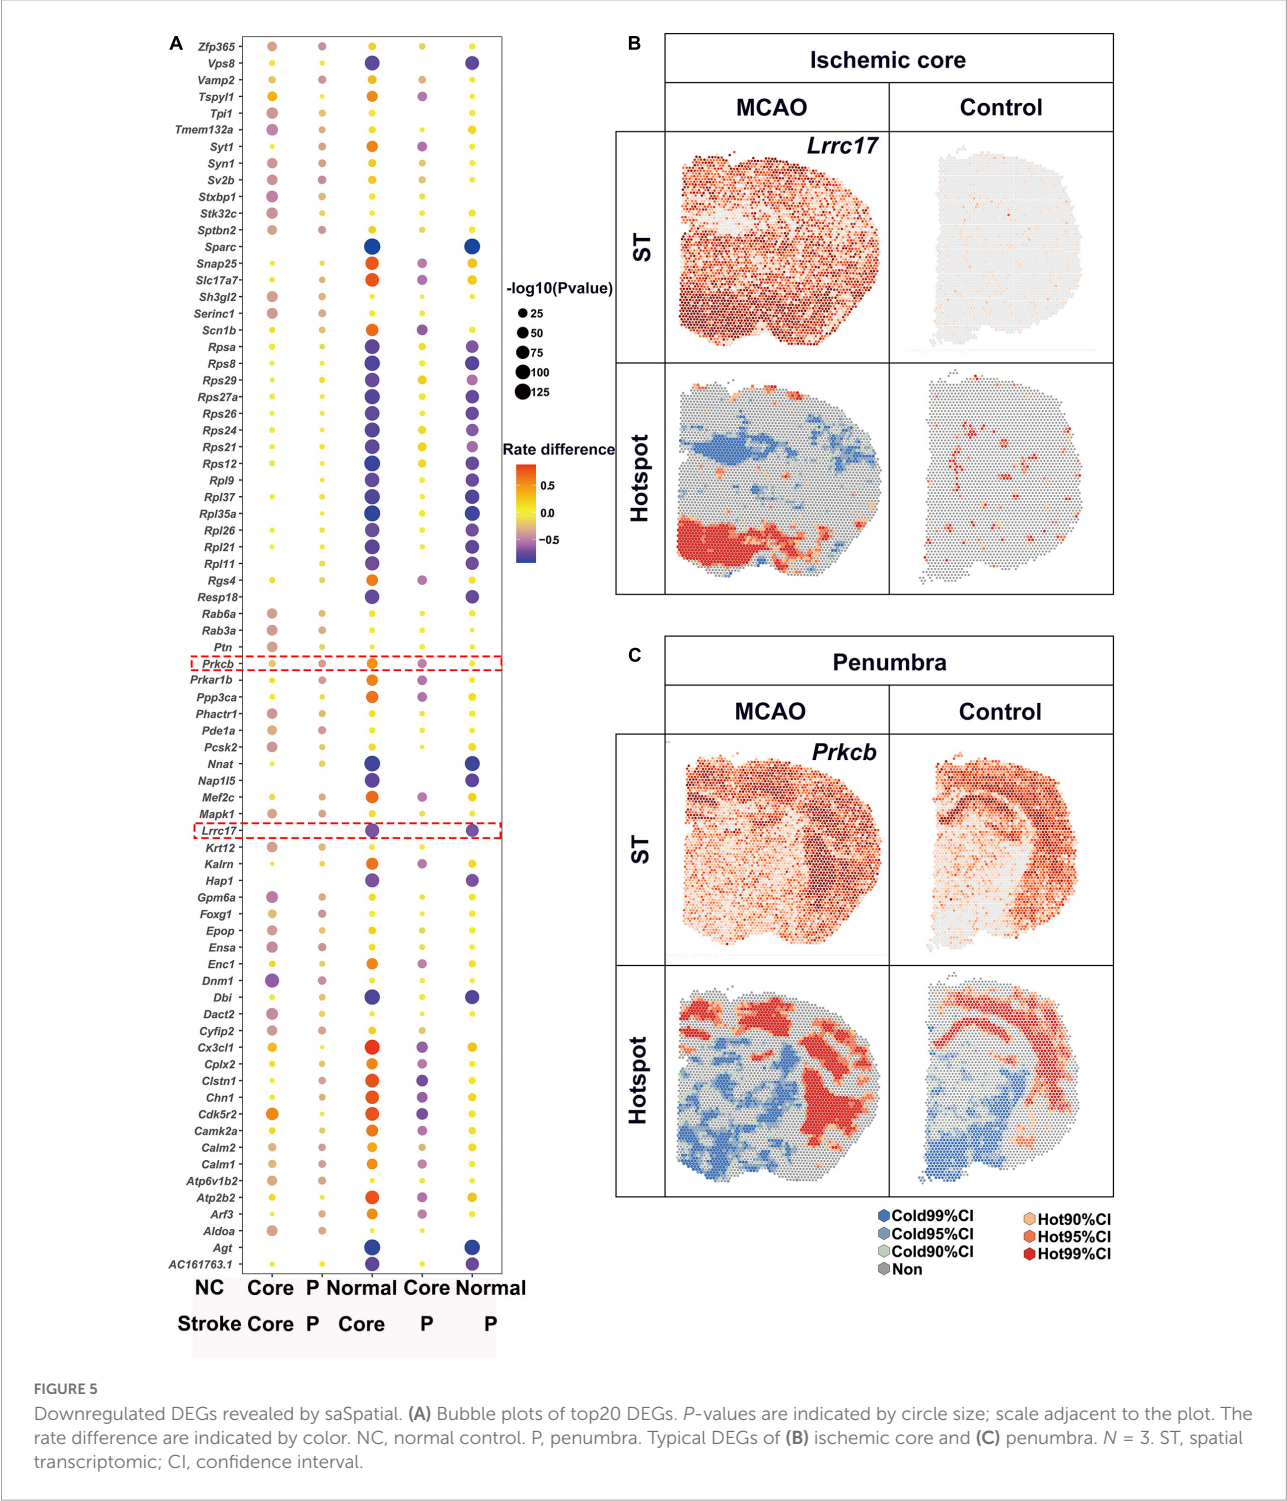 A
Zfp365
Vps8
Vamp2
Tspyl1
Tpi1
Tmem132a
Syt1
Syn1
Sv2b
Stxbp1
Stk32c
Sptbn2
Sparc
Snap25
Slc17a7
Sh3gl2
Serinc1
Scn1b
Rpsa
Rps8
Rps29
Rps27a
Rps26
Rps24
Rps21
Rps12
Rpl9
Rpl37
Rpl35a
Rpl26
Rpl21
Rpl11
Rgs4
Resp18
Rab6a
Rab3a
Ptn
Prkcb
Prkar1b
Ppp3ca
Phactr1
Pde1a
Pcsk2
Nnat
Nap1l5
Mef2c
Mapk1
Lrrc17
Krt12
Kalrn
Hap1
Gpm6a
Foxg1
Epop
Ensa
Enc1
Dnm1
Dbi
Dact2
Cyfip2
Cx3cl1
Cplx2
Clstn1
Chn1
Cdk5r2
Camk2a
Calm2
Calm1
Atp6v1b2
Atp2b2
Arf3
Aldoa
Agt
AC161763.1
NC Core P Normal Core Normal
Stroke Core P Core P P
-log10(Pvalue)
25
50
75
100
125
Rate difference
0.5
0.0
−0.5
B
Ischemic core
MCAO Control
ST
Lrrc17
Hotspot
C
Penumbra
MCAO Control
ST
Prkcb
Hotspot
Cold99%CI
Cold95%CI
Cold90%CI
Non
Hot90%CI
Hot95%CI
Hot99%CI
FIGURE 5
Downregulated DEGs revealed by saSpatial. (A) Bubble plots of top20 DEGs. P-values are indicated by circle size; scale adjacent to the plot. The
rate difference are indicated by color. NC, normal control. P, penumbra. Typical DEGs of (B) ischemic core and (C) penumbra. N = 3. ST, spatial
transcriptomic; CI, confidence interval.